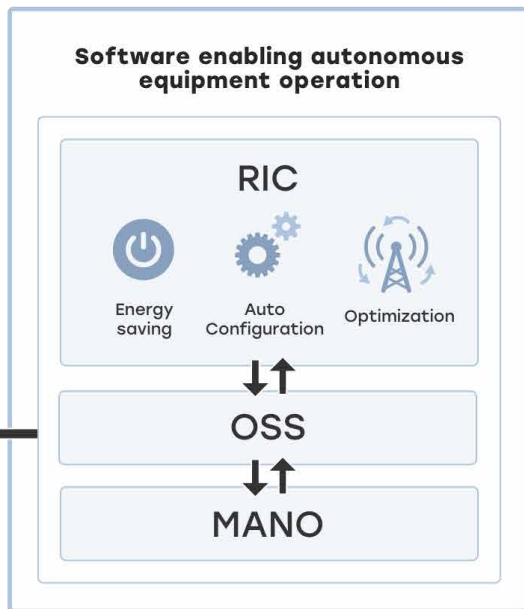 Software enabling autonomous
equipment operation
RIC
Energy
saving
Auto
Configuration
Optimization
OSS
MANO